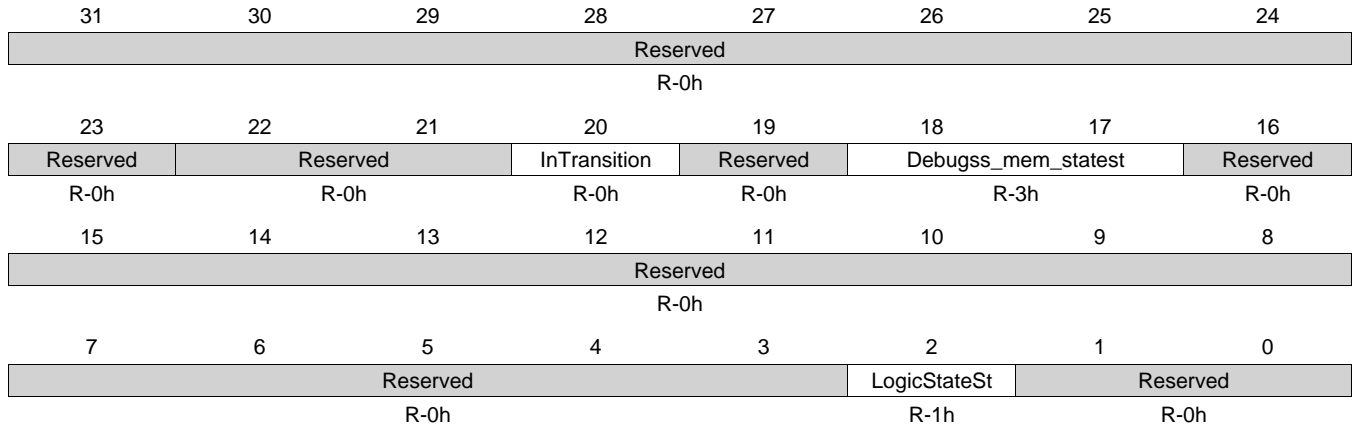 31 30 29 28 27 26 25 24
Reserved
R-0h
23 22 21 20 19 18 17 16
Reserved Reserved InTransition Reserved Debugss_mem_statest Reserved
R-0h R-0h R-0h R-0h R-3h R-0h
15 14 13 12 11 10 9 8
Reserved
R-0h
7 6 5 4 3 2 1 0
Reserved LogicStateSt Reserved
R-0h R-1h R-0h